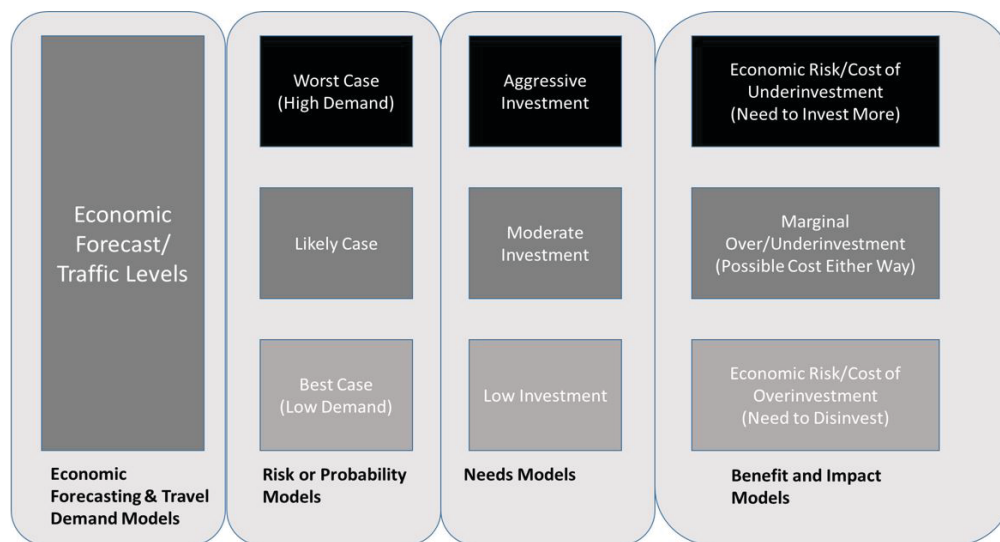 Economic
Forecast/
Traffic Levels
Economic
Forecasting & Travel
Demand Models
Worst Case
(High Demand)
Likely Case
Best Case
(Low Demand)
Risk or Probability
Models
Aggressive
Investment
Moderate
Investment
Low Investment
Needs Models
Economic Risk/Cost of
Underinvestment
(Need to Invest More)
Marginal
Over/Underinvestment
(Possible Cost Either Way)
Economic Risk/Cost of
Overinvestment
(Need to Disinvest)
Benefit and Impact
Models